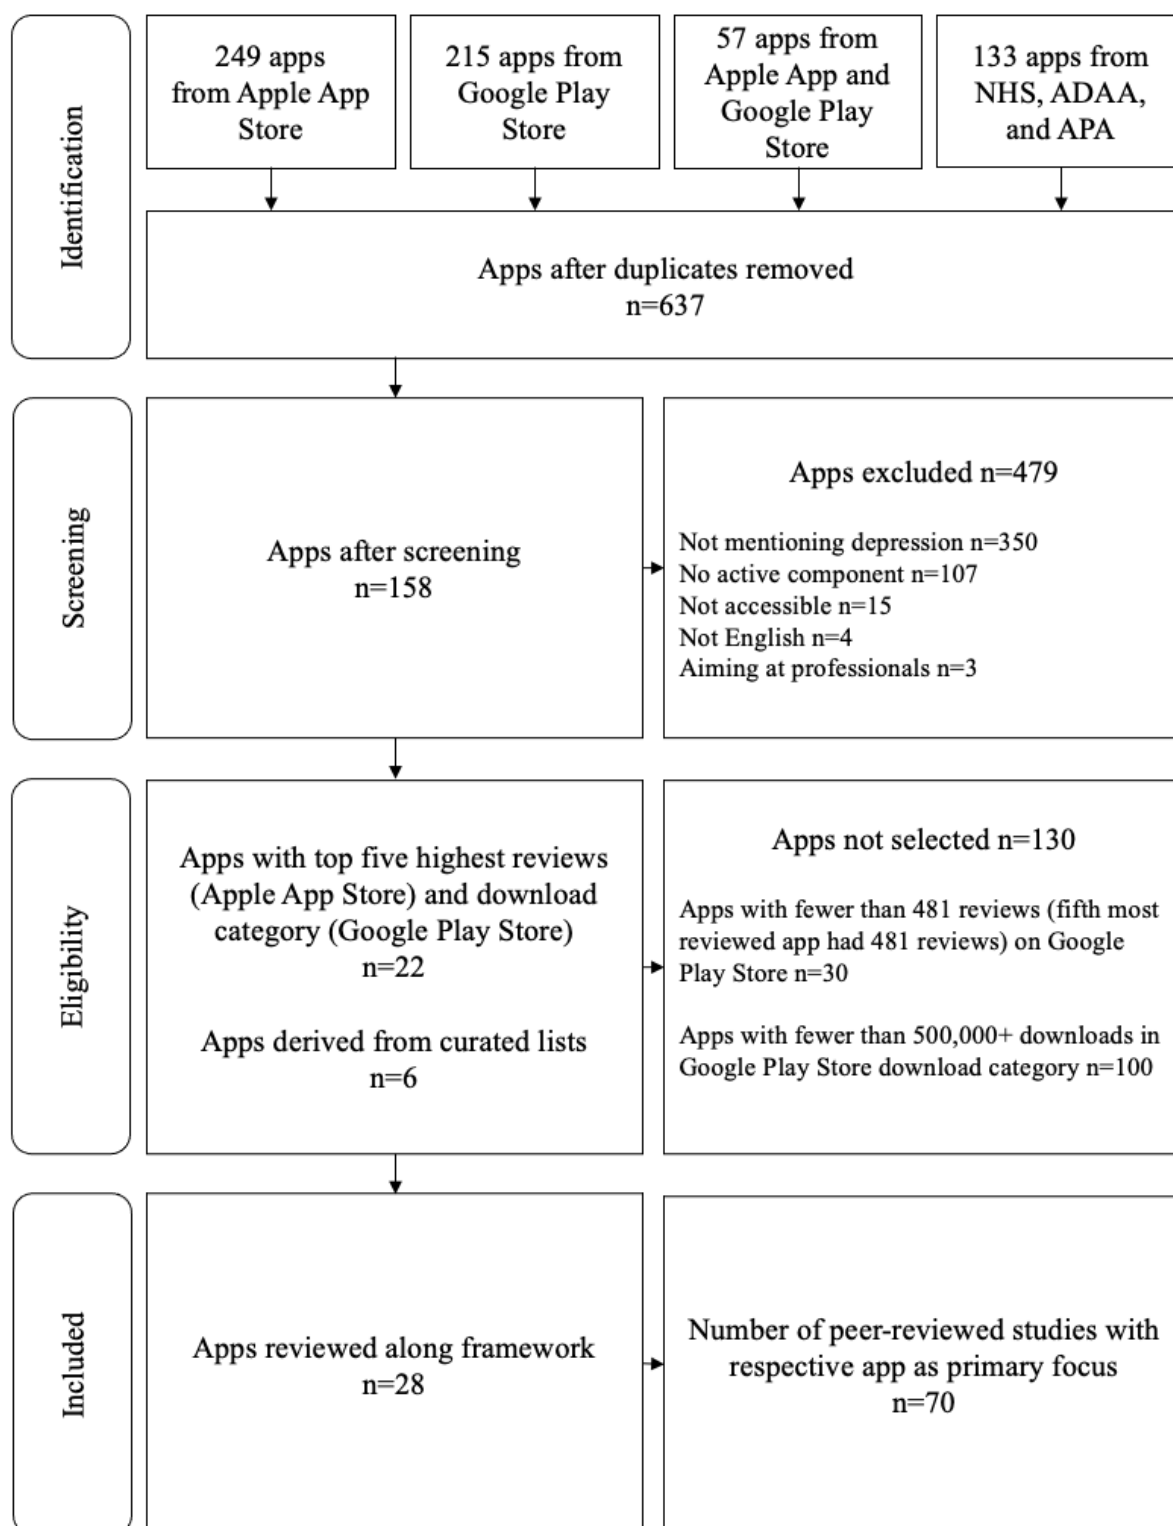 Identification
249 apps
from Apple App
Store
215 apps from
Google Play
Store
57 apps from
Apple App and
Google Play
Store
133 apps from
NHS, ADAA,
and APA
Apps after duplicates removed
n=637
Screening
Apps after screening
n=158
Apps excluded n=479
Not mentioning depression n=350
No active component n=107
Not accessible n=15
Not English n=4
Aiming at professionals n=3
Eligibility
Apps with top five highest reviews
(Apple App Store) and download
category (Google Play Store)
n=22
Apps derived from curated lists
n=6
Apps not selected n=130
Apps with fewer than 481 reviews (fifth most
reviewed app had 481 reviews) on Google
Play Store n=30
Apps with fewer than 500,000+ downloads in
Google Play Store download category n=100
Included
Apps reviewed along framework
n=28
Number of peer-reviewed studies with
respective app as primary focus
n=70